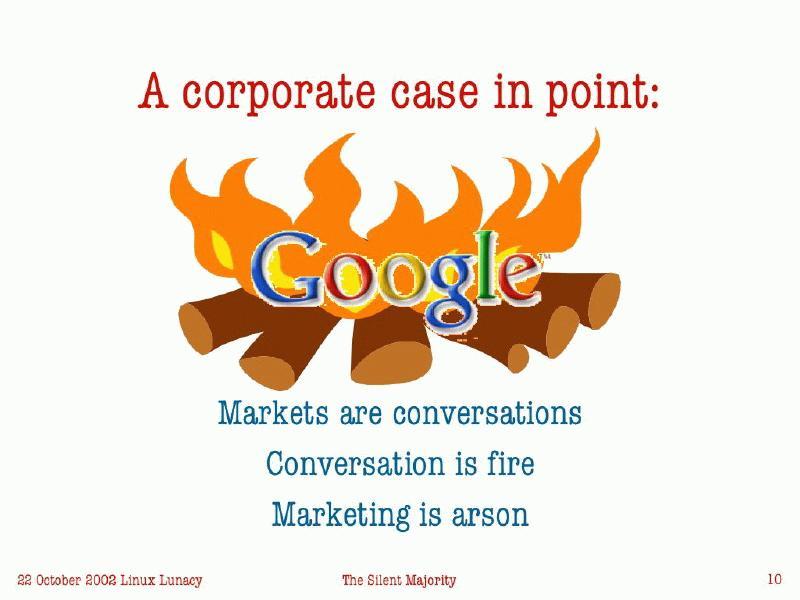 A corporate case in point:
Google™
Markets are conversations
Conversation is fire
Marketing is arson
22 October 2002 Linux Lunacy
The Silent Majority
10